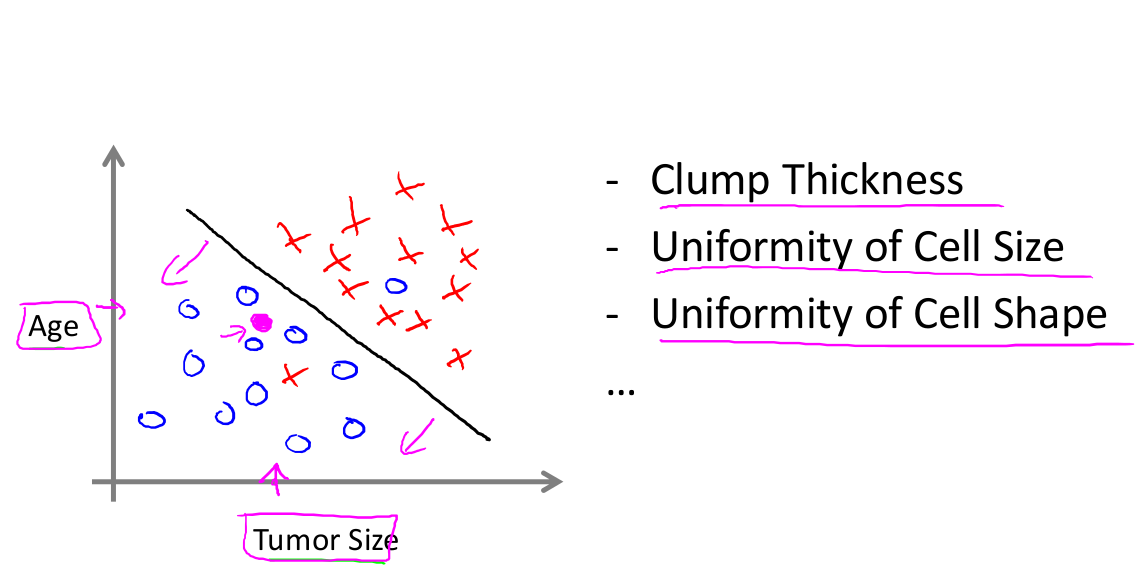 - Clump Thickness
- Uniformity of Cell Size
- Uniformity of Cell Shape
...
Age
Tumor Size